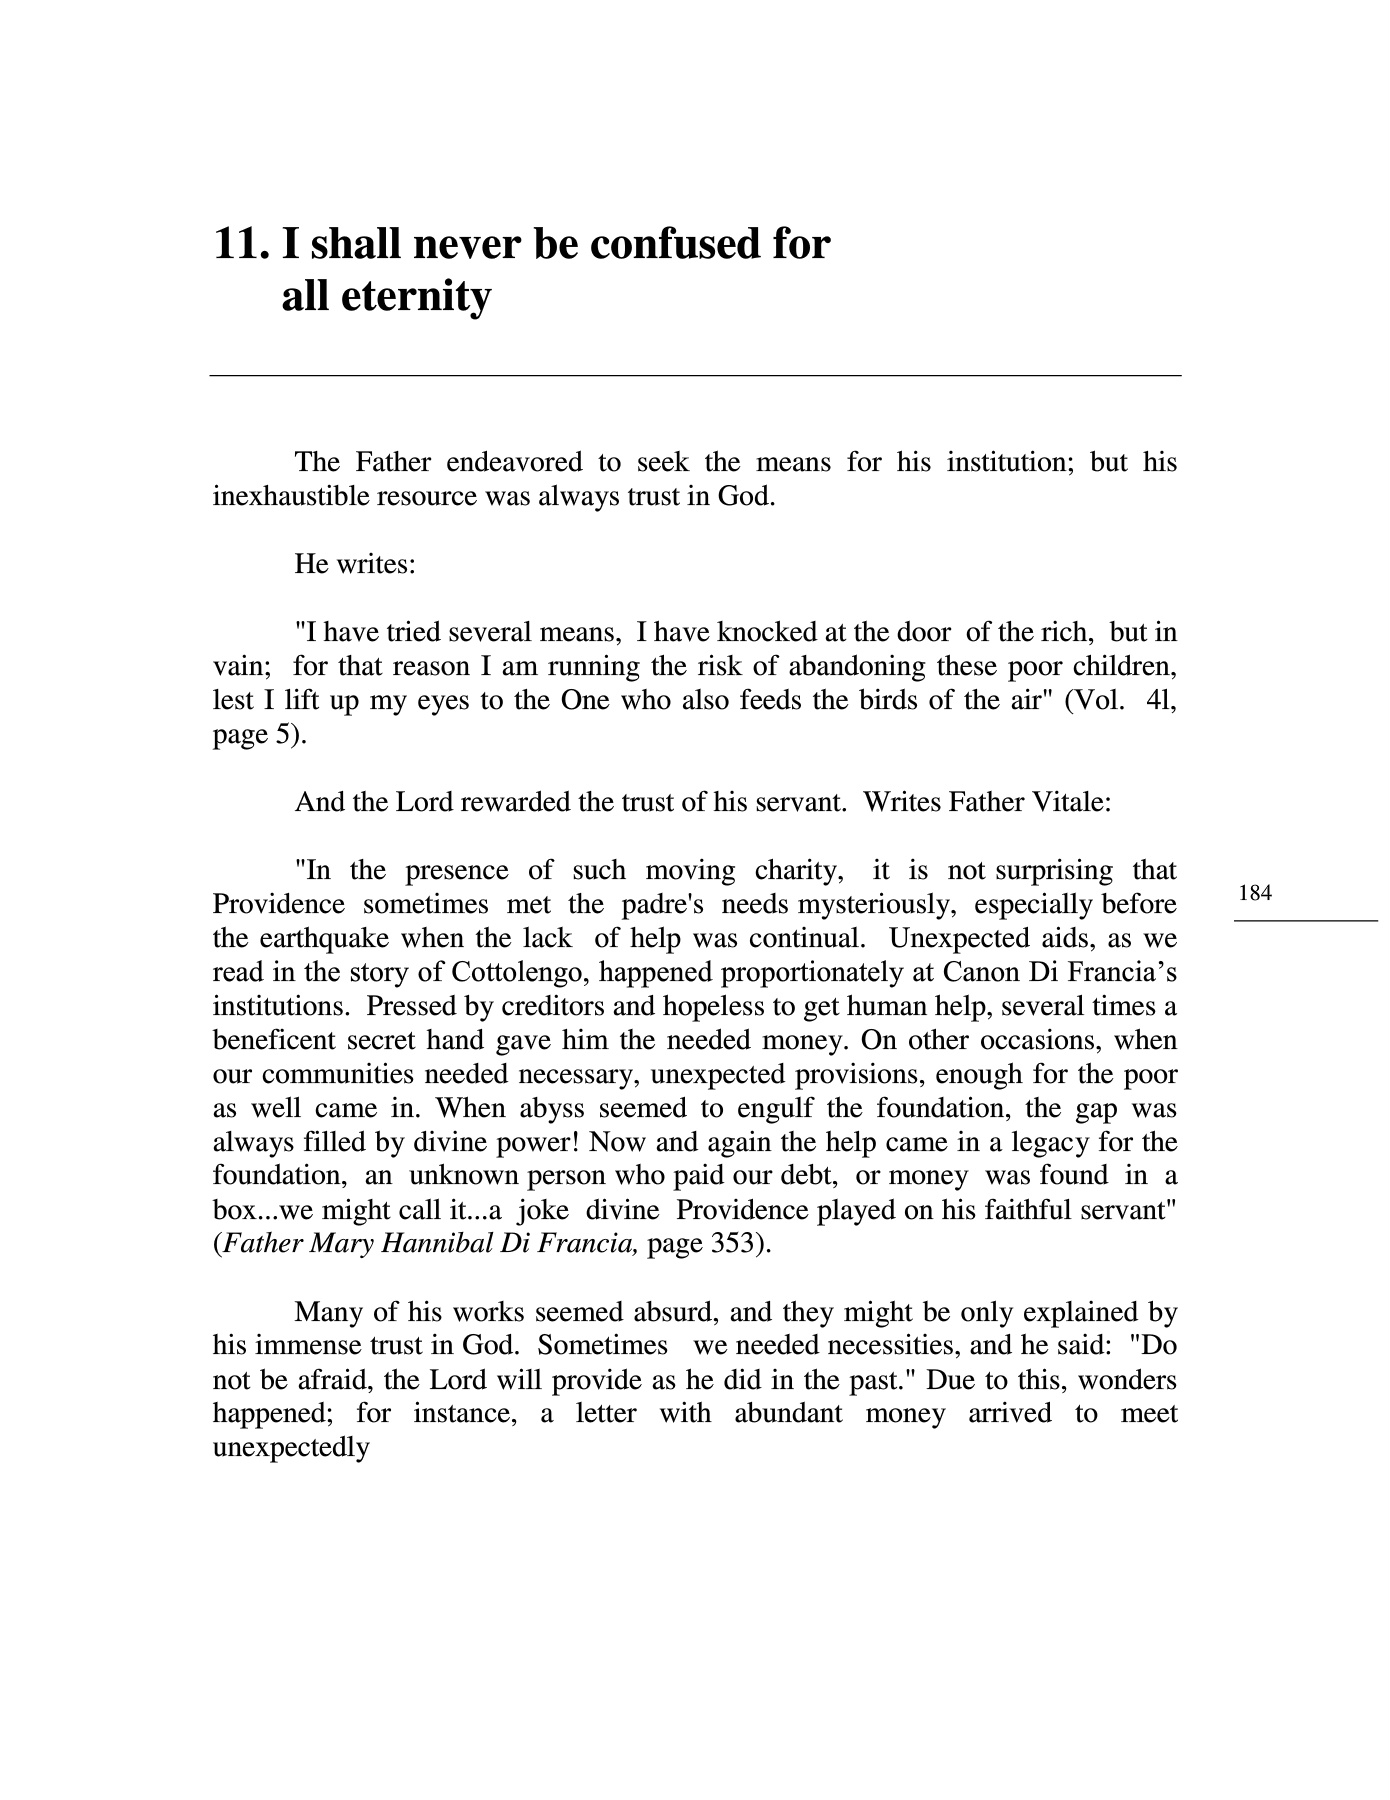 11. I shall never be confused for
all eternity
The Father endeavored to seek the means for his institution; but his
inexhaustible resource was always trust in God.
He writes:
"I have tried several means, I have knocked at the door of the rich, but in
vain; for that reason I am running the risk of abandoning these poor children,
lest I lift up my eyes to the One who also feeds the birds of the air" (Vol. 4l,
page 5).
And the Lord rewarded the trust of his servant. Writes Father Vitale:
"In the presence of such moving charity, it is not surprising that
Providence sometimes met the padre's needs mysteriously, especially before
the earthquake when the lack of help was continual. Unexpected aids, as we
read in the story of Cottolengo, happened proportionately at Canon Di Francia’s
institutions. Pressed by creditors and hopeless to get human help, several times a
beneficent secret hand gave him the needed money. On other occasions, when
our communities needed necessary, unexpected provisions, enough for the poor
as well came in. When abyss seemed to engulf the foundation, the gap was
always filled by divine power! Now and again the help came in a legacy for the
foundation, an unknown person who paid our debt, or money was found in a
box...we might call it...a joke divine Providence played on his faithful servant"
(Father Mary Hannibal Di Francia, page 353).
Many of his works seemed absurd, and they might be only explained by
his immense trust in God. Sometimes we needed necessities, and he said: "Do
not be afraid, the Lord will provide as he did in the past." Due to this, wonders
happened; for instance, a letter with abundant money arrived to meet
unexpectedly
184